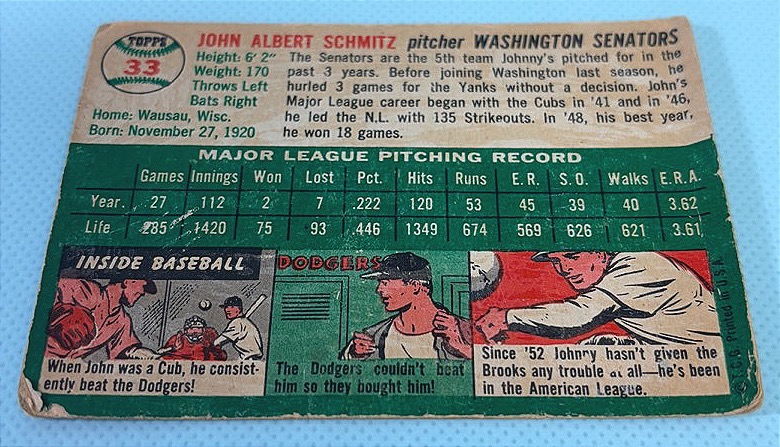 TOPPS
33
JOHN ALBERT SCHMITZ pitcher WASHINGTON SENATORS
Height: 6' 2"
Weight: 170
Throws Left
Bats Right
Home: Wausau, Wisc.
Born: November 27, 1920
The Senators are the 5th team Johnny's pitched for in the
past 3 years. Before joining Washington last season, he
hurled 3 games for the Yanks without a decision. John's
Major League career began with the Cubs in '41 and in '46,
he led the N.L. with 135 Strikeouts. In '48, his best year,
he won 18 games.
MAJOR LEAGUE PITCHING RECORD
Games Innings Won Lost Pct. Hits Runs E.R. S.O. Walks E.R.A.
Year. 27 112 2 7 .222 120 53 45 39 40 3.62
Life 285 1420 75 93 .446 1349 674 569 626 621 3.61
INSIDE BASEBALL
When John was a Cub, he consist-
ently beat the Dodgers!
DODGERS
The Dodgers couldn't beat
him so they bought him!
Since '52 Johnny hasn't given the
Brooks any trouble at all—he's been
in the American League.
T.C.G. Printed in U.S.A.